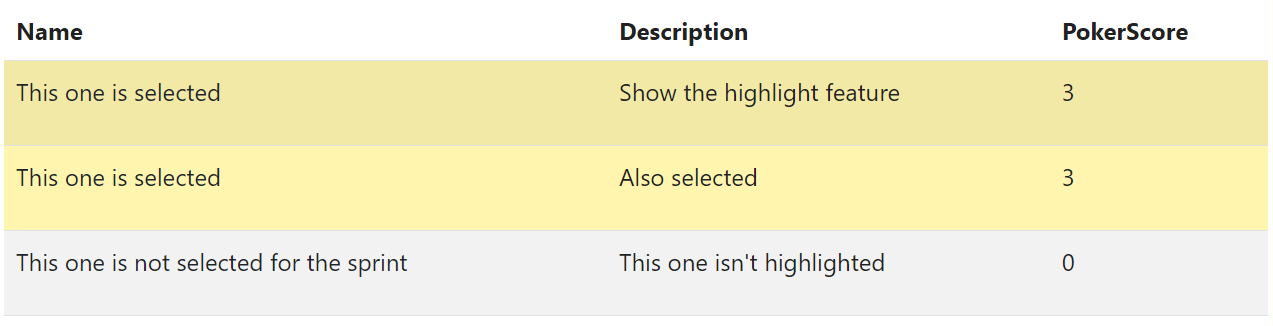 Name Description PokerScore
This one is selected Show the highlight feature 3
This one is selected Also selected 3
This one is not selected for the sprint This one isn't highlighted 0